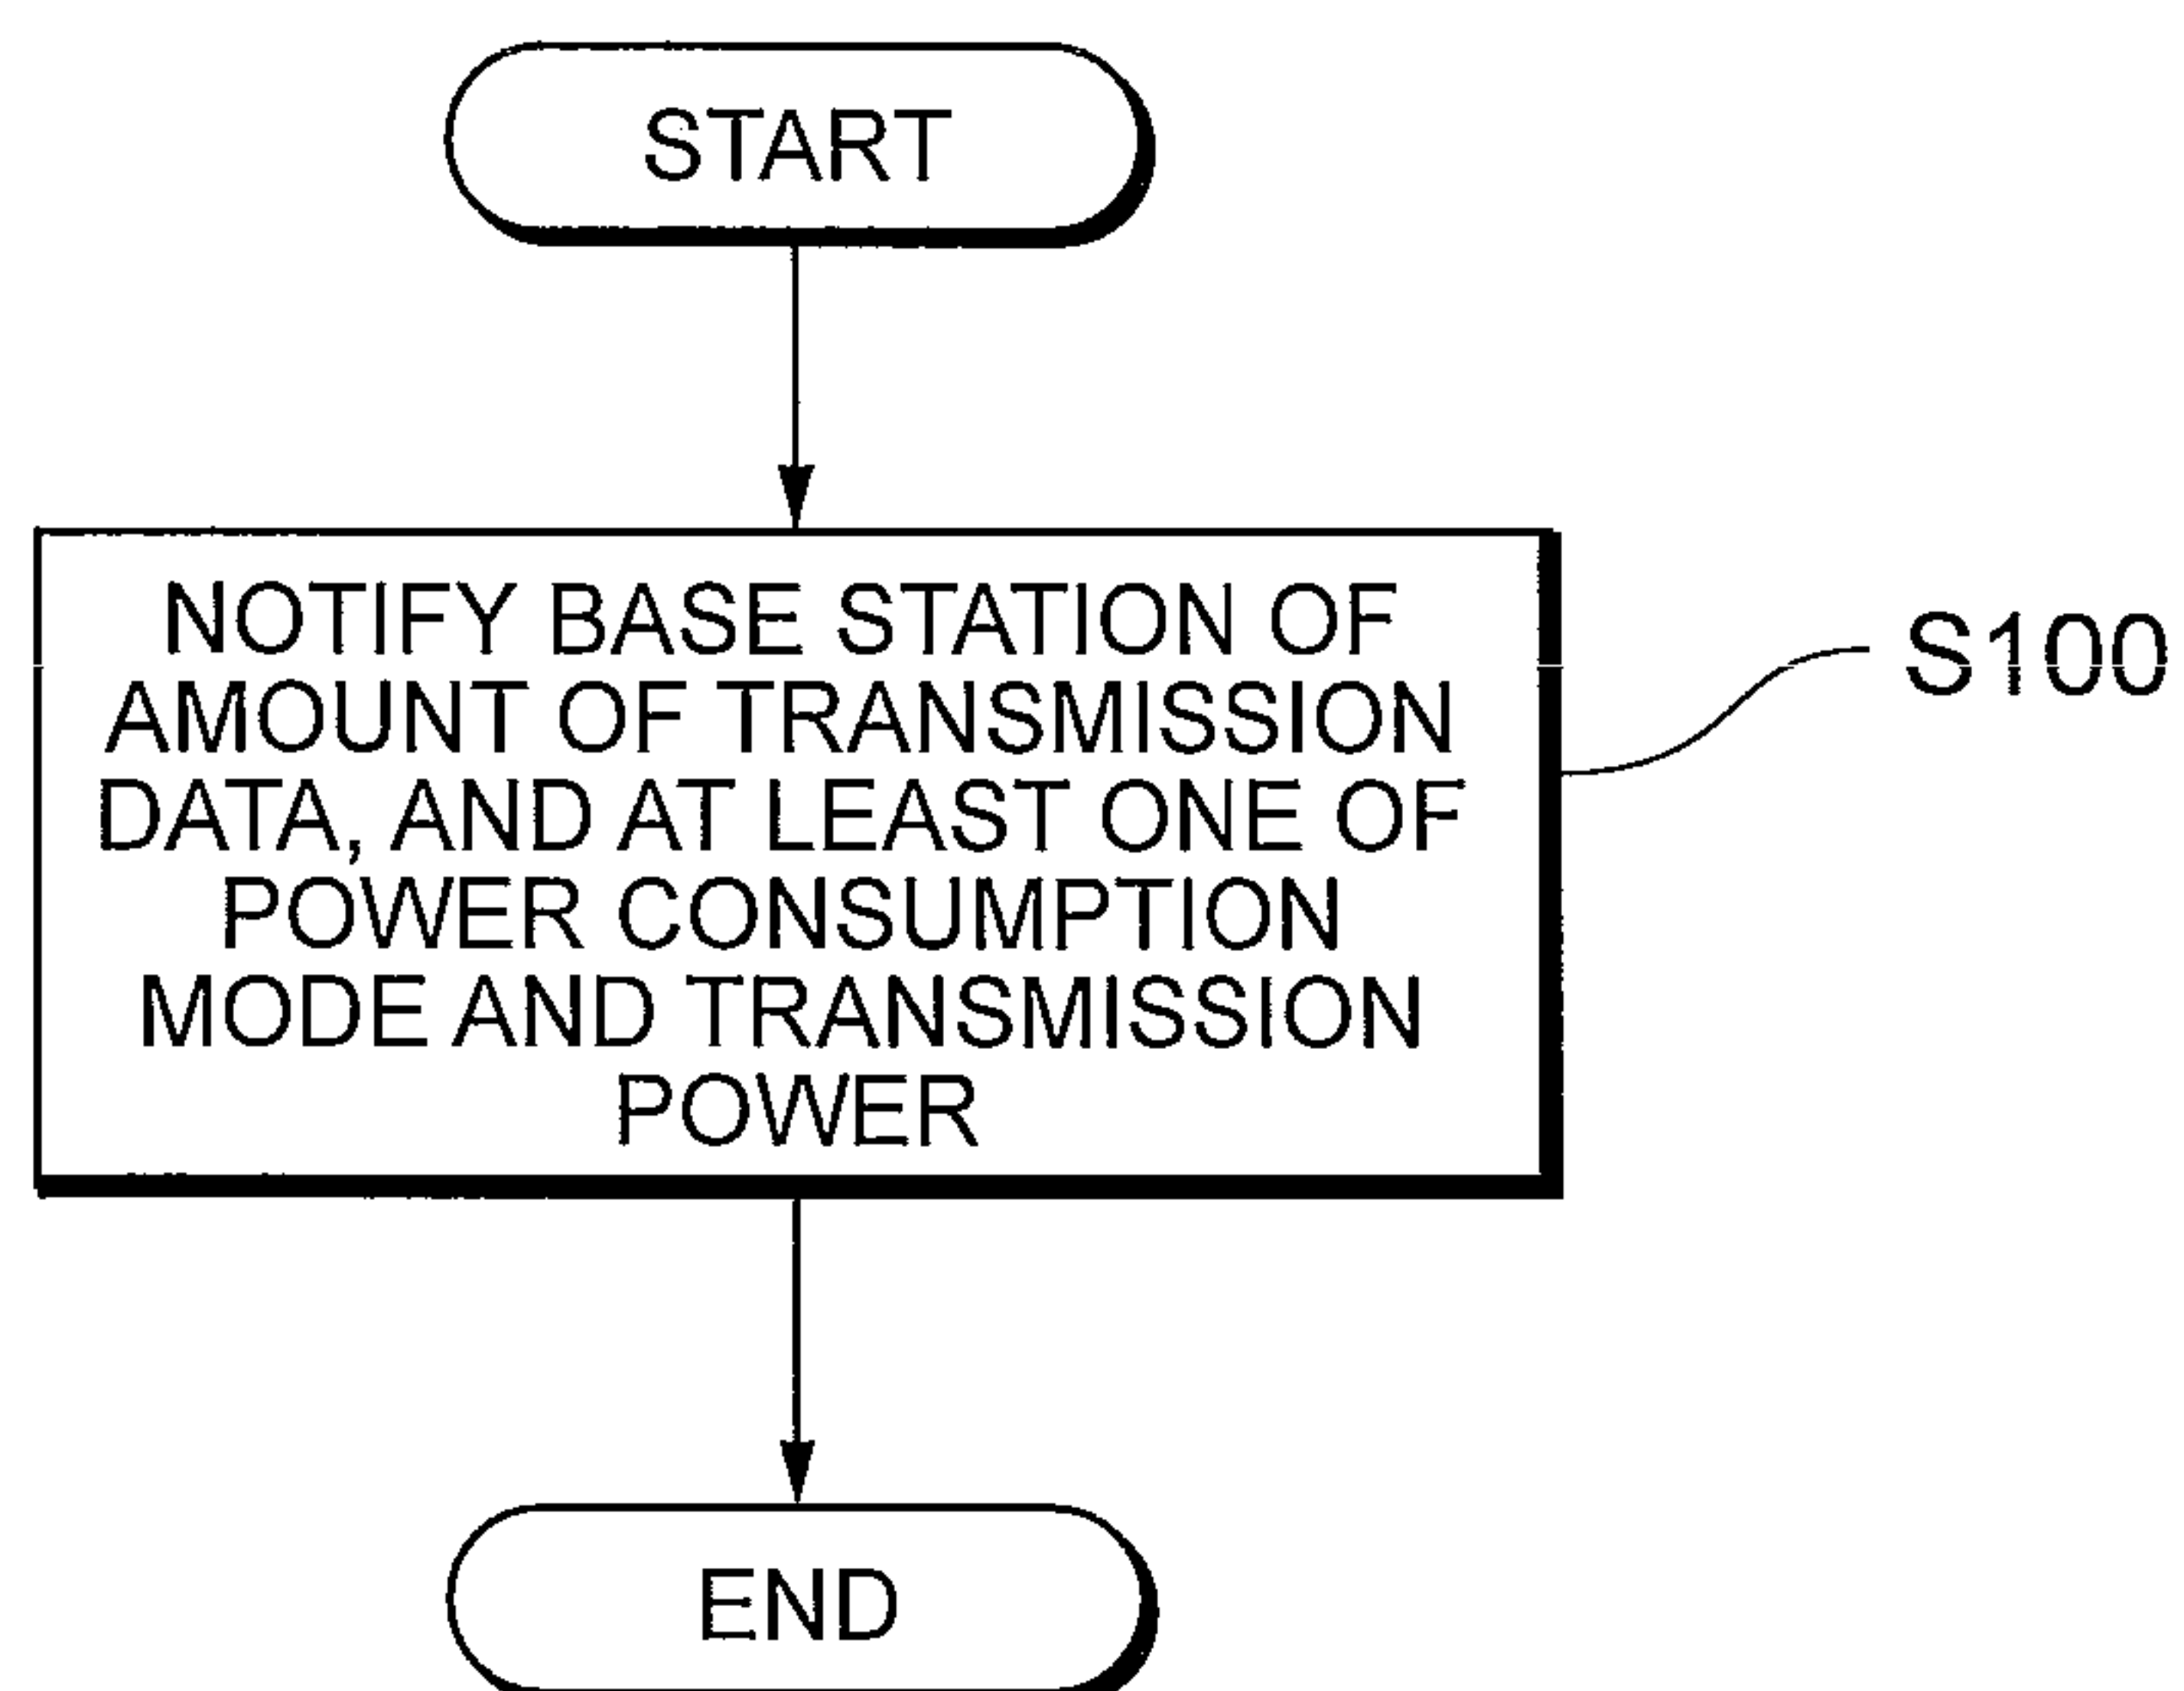 START
NOTIFY BASE STATION OF
AMOUNT OF TRANSMISSION
DATA, AND AT LEAST ONE OF
POWER CONSUMPTION
MODE AND TRANSMISSION
POWER
S100
END